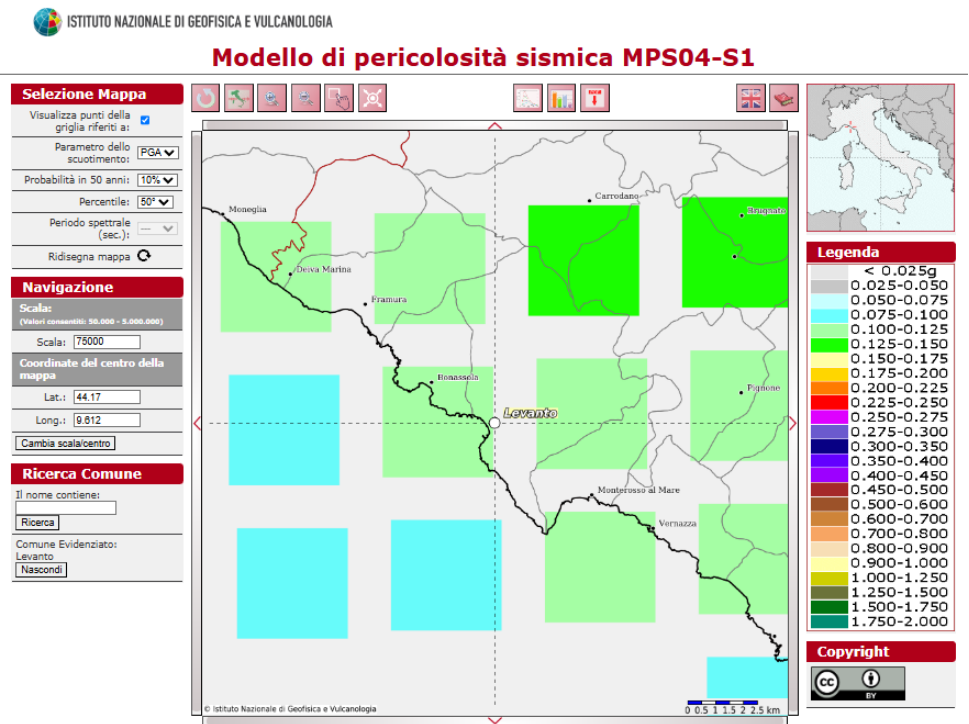 ISTITUTO NAZIONALE DI GEOFISICA E VULCANOLOGIA
Modello di pericolosità sismica MPS04-S1
Selezione Mappa
Visualizza punti della
griglia riferiti a:
Parametro dello
scuotimento: PGA
Probabilità in 50 anni: 10%
Percentile: 50°
Periodo spettrale
(sec.): ---
Ridisegna mappa
Navigazione
Scala:
(Valori consentiti: 50.000 - 5.000.000)
Scala: 75000
Coordinate del centro della
mappa
Lat.: 44.17
Long.: 9.612
Cambia scala/centro
Ricerca Comune
Il nome contiene:
Ricerca
Comune Evidenziato:
Levanto
Nascondi
Carrodano
Moneglia
Brugnato
Deiva Marina
Framura
Bonassola
Pignone
Levanto
Monterosso al Mare
Vernazza
© Istituto Nazionale di Geofisica e Vulcanologia
0 0.5 1 1.5 2 2.5 km
Legenda
< 0.025g
0.025-0.050
0.050-0.075
0.075-0.100
0.100-0.125
0.125-0.150
0.150-0.175
0.175-0.200
0.200-0.225
0.225-0.250
0.250-0.275
0.275-0.300
0.300-0.350
0.350-0.400
0.400-0.450
0.450-0.500
0.500-0.600
0.600-0.700
0.700-0.800
0.800-0.900
0.900-1.000
1.000-1.250
1.250-1.500
1.500-1.750
1.750-2.000
Copyright
cc
BY